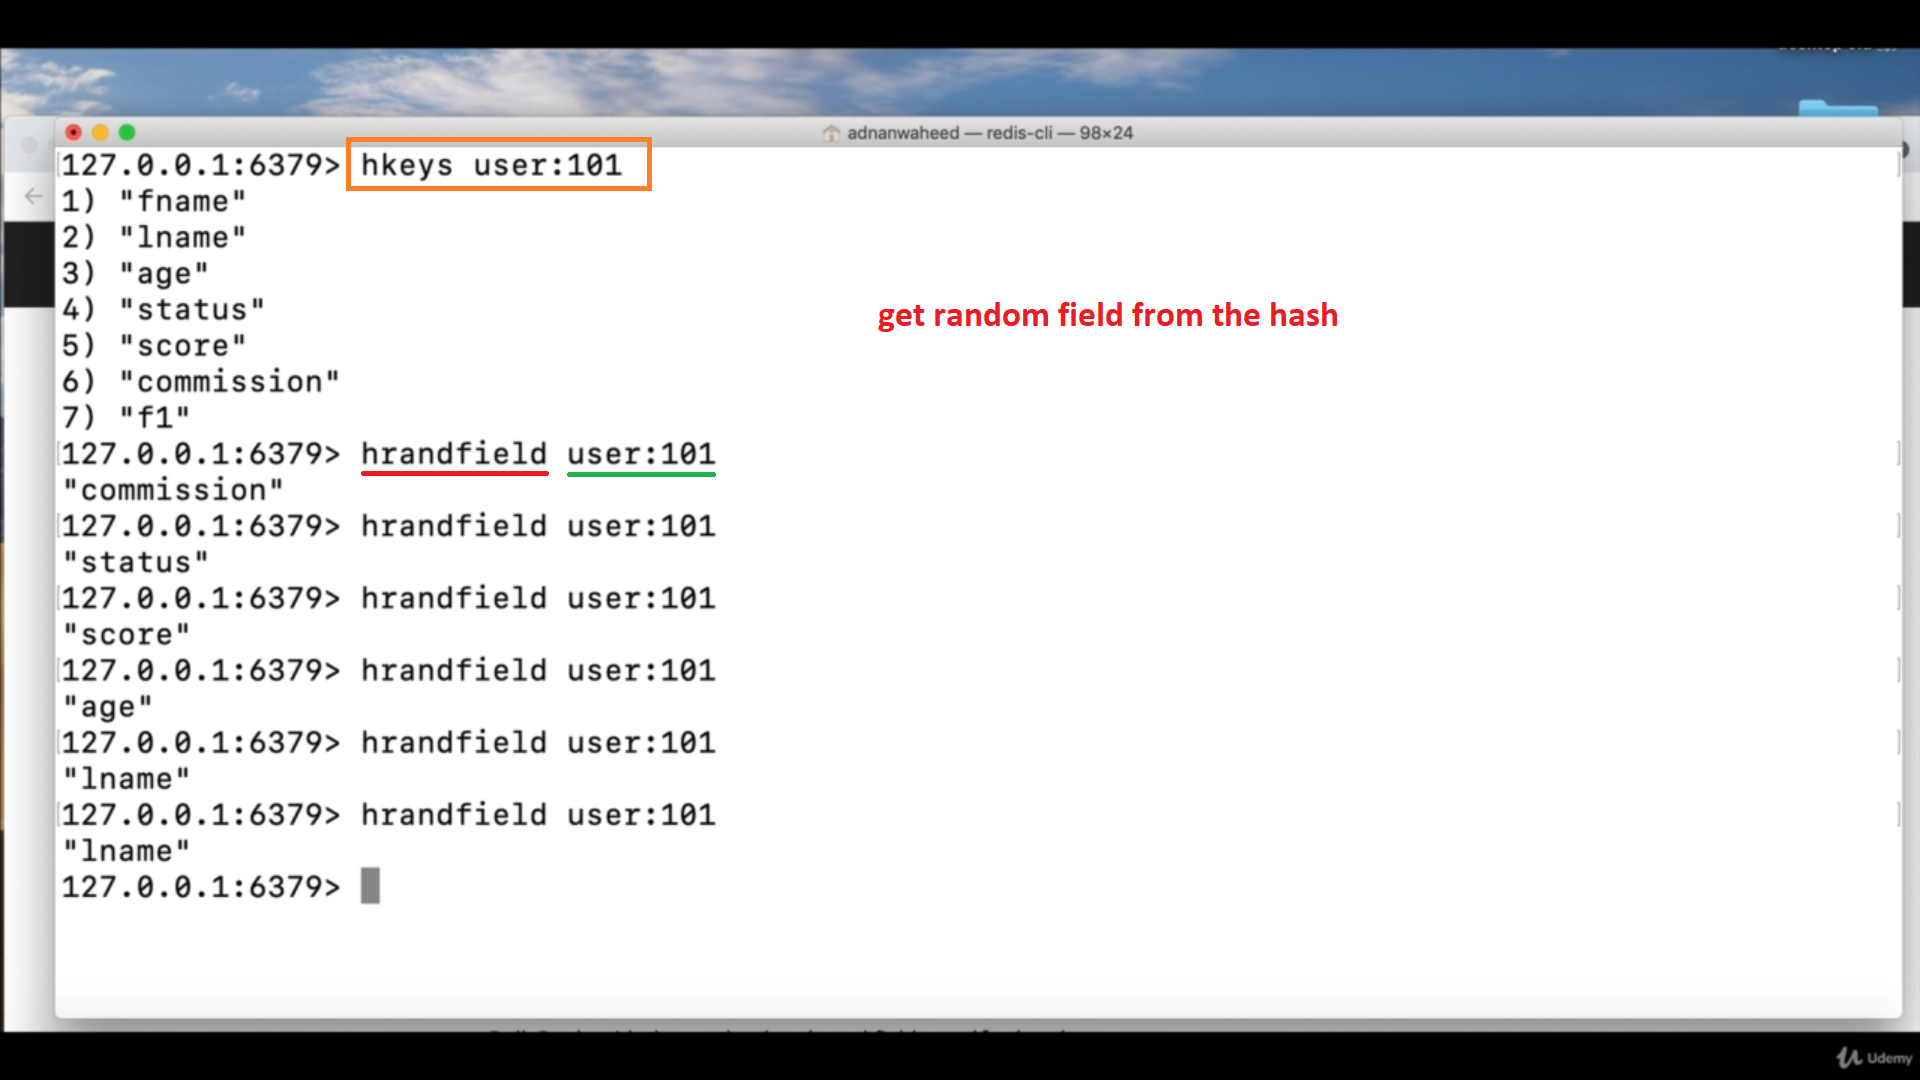 adnanwaheed — redis-cli — 98×24
127.0.0.1:6379> hkeys user:101
1) "fname"
2) "lname"
3) "age"
4) "status"
5) "score"
6) "commission"
7) "f1"
get random field from the hash
127.0.0.1:6379> hrandfield user:101
"commission"
127.0.0.1:6379> hrandfield user:101
"status"
127.0.0.1:6379> hrandfield user:101
"score"
127.0.0.1:6379> hrandfield user:101
"age"
127.0.0.1:6379> hrandfield user:101
"lname"
127.0.0.1:6379> hrandfield user:101
"lname"
127.0.0.1:6379>
Udemy